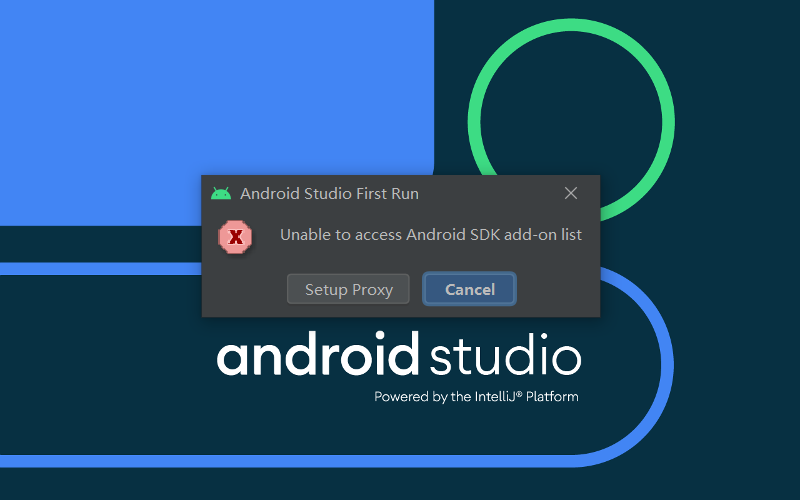 Android Studio First Run
Unable to access Android SDK add-on list
Setup Proxy
Cancel
android studio
Powered by the IntelliJ® Platform